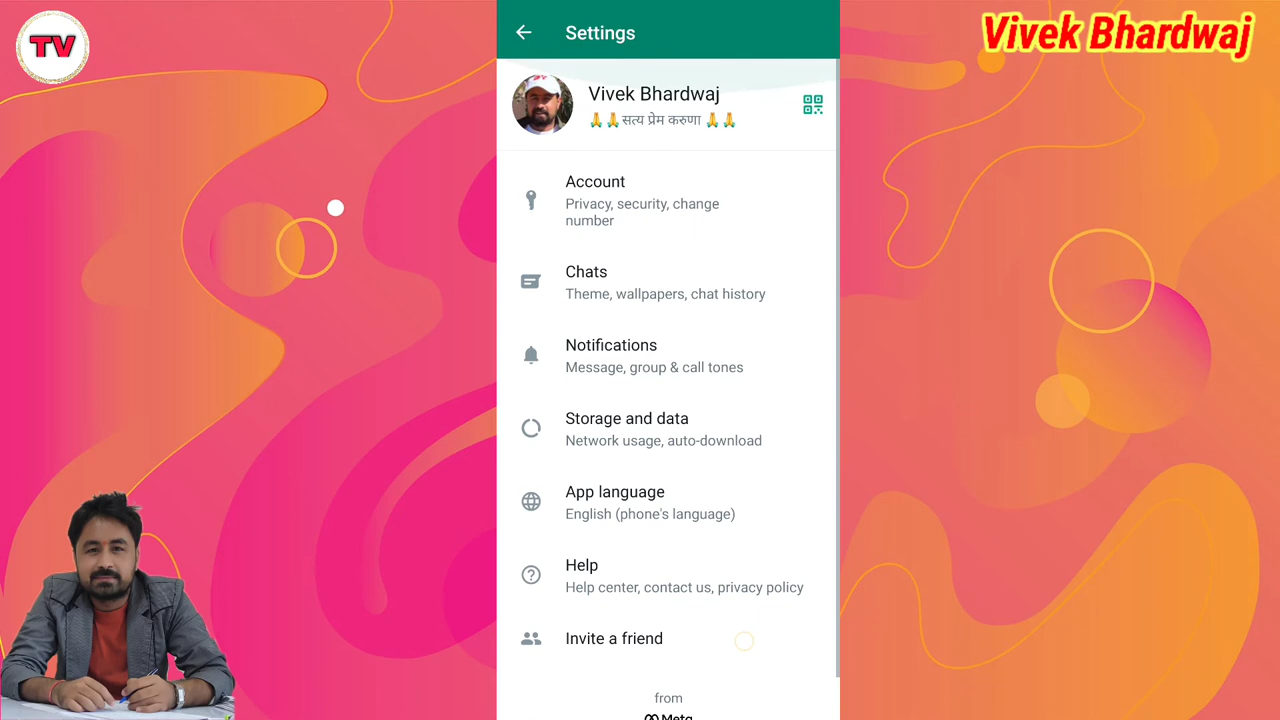 TV
Vivek Bhardwaj
Settings
Vivek Bhardwaj
🙏🙏सत्य प्रेम करुणा 🙏🙏
Account
Privacy, security, change
number
Chats
Theme, wallpapers, chat history
Notifications
Message, group & call tones
Storage and data
Network usage, auto-download
App language
English (phone's language)
Help
Help center, contact us, privacy policy
Invite a friend
from
Meta